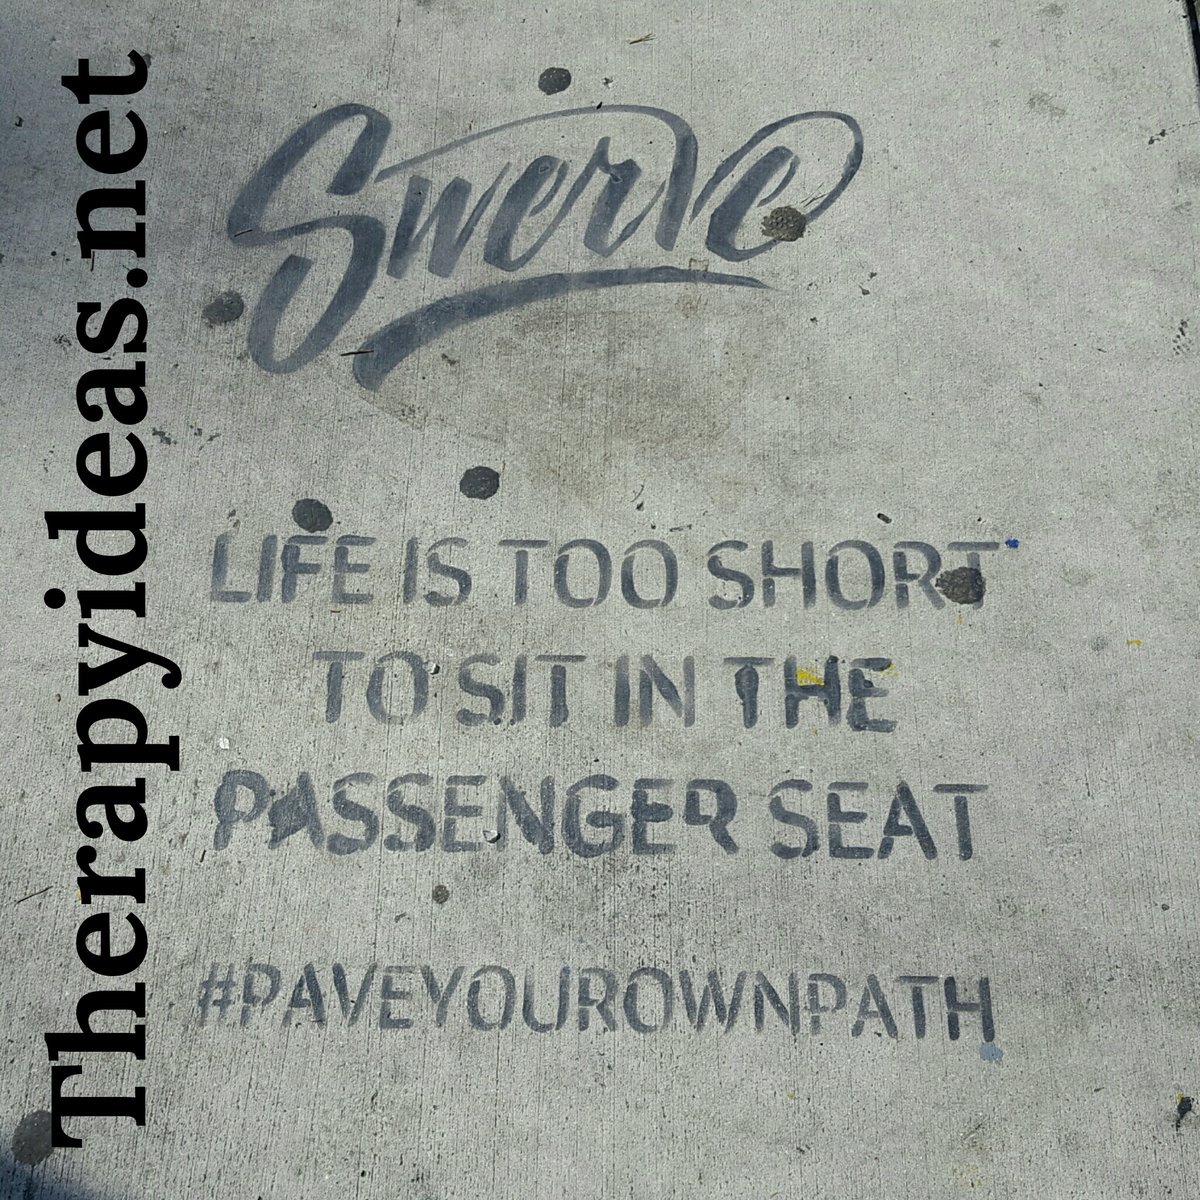 Swerve
LIFE IS TOO SHORT
TO SIT IN THE
PASSENGER SEAT
#PAVEYOUROWNPATH
Therapyideas.net